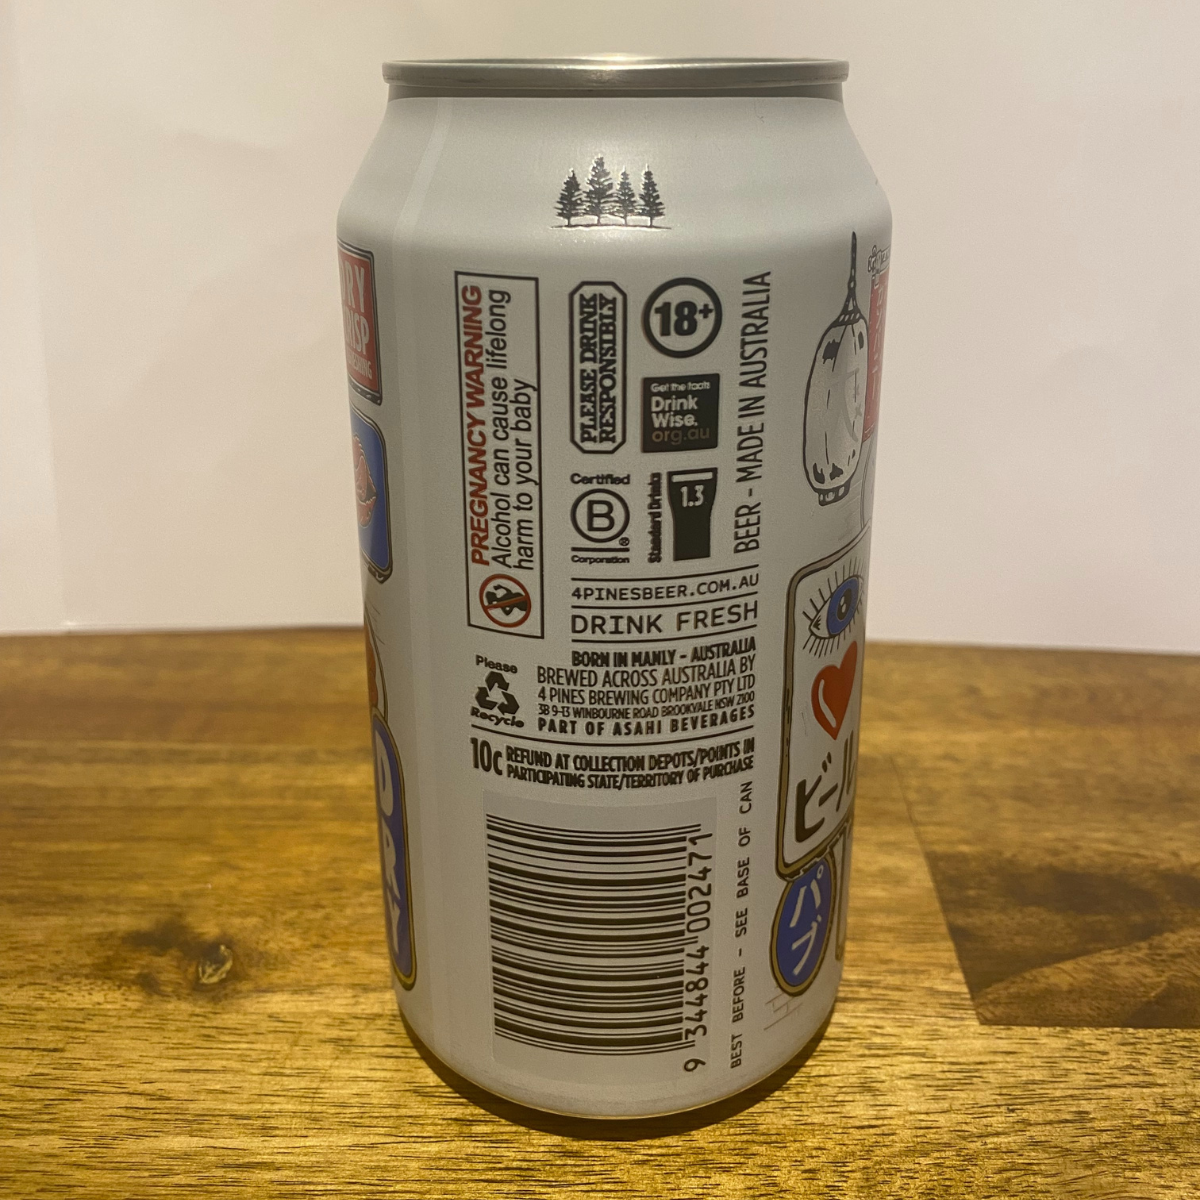 PREGNANCY WARNING
Alcohol can cause lifelong
harm to your baby
PLEASE DRINK
RESPONSIBLY
18+
Get the facts
Drink
Wise.
org.au
Certified
B
®
Corporation
Standard Drinks
1.3
BEER - MADE IN AUSTRALIA
4PINESBEER.COM.AU
DRINK FRESH
BORN IN MANLY - AUSTRALIA
BREWED ACROSS AUSTRALIA BY
4 PINES BREWING COMPANY PTY LTD
3B 9-13 WINBOURNE ROAD BROOKVALE NSW 2100
PART OF ASAHI BEVERAGES
Please
Recycle
10c REFUND AT COLLECTION DEPOTS/POINTS IN
PARTICIPATING STATE/TERRITORY OF PURCHASE
9 344844 002471
BEST BEFORE - SEE BASE OF CAN
DRY
ビール
パブ